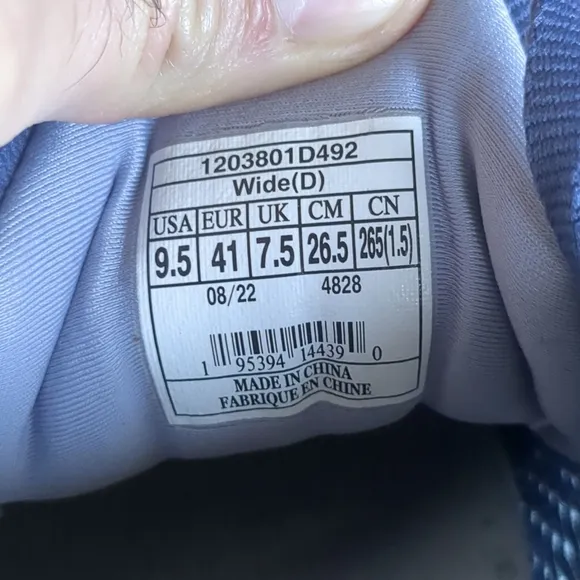 1203801D492
Wide(D)
USA EUR UK CM CN
9.5 41 7.5 26.5 265(1.5)
08/22 4828
1 95394 14439 0
MADE IN CHINA
FABRIQUE EN CHINE